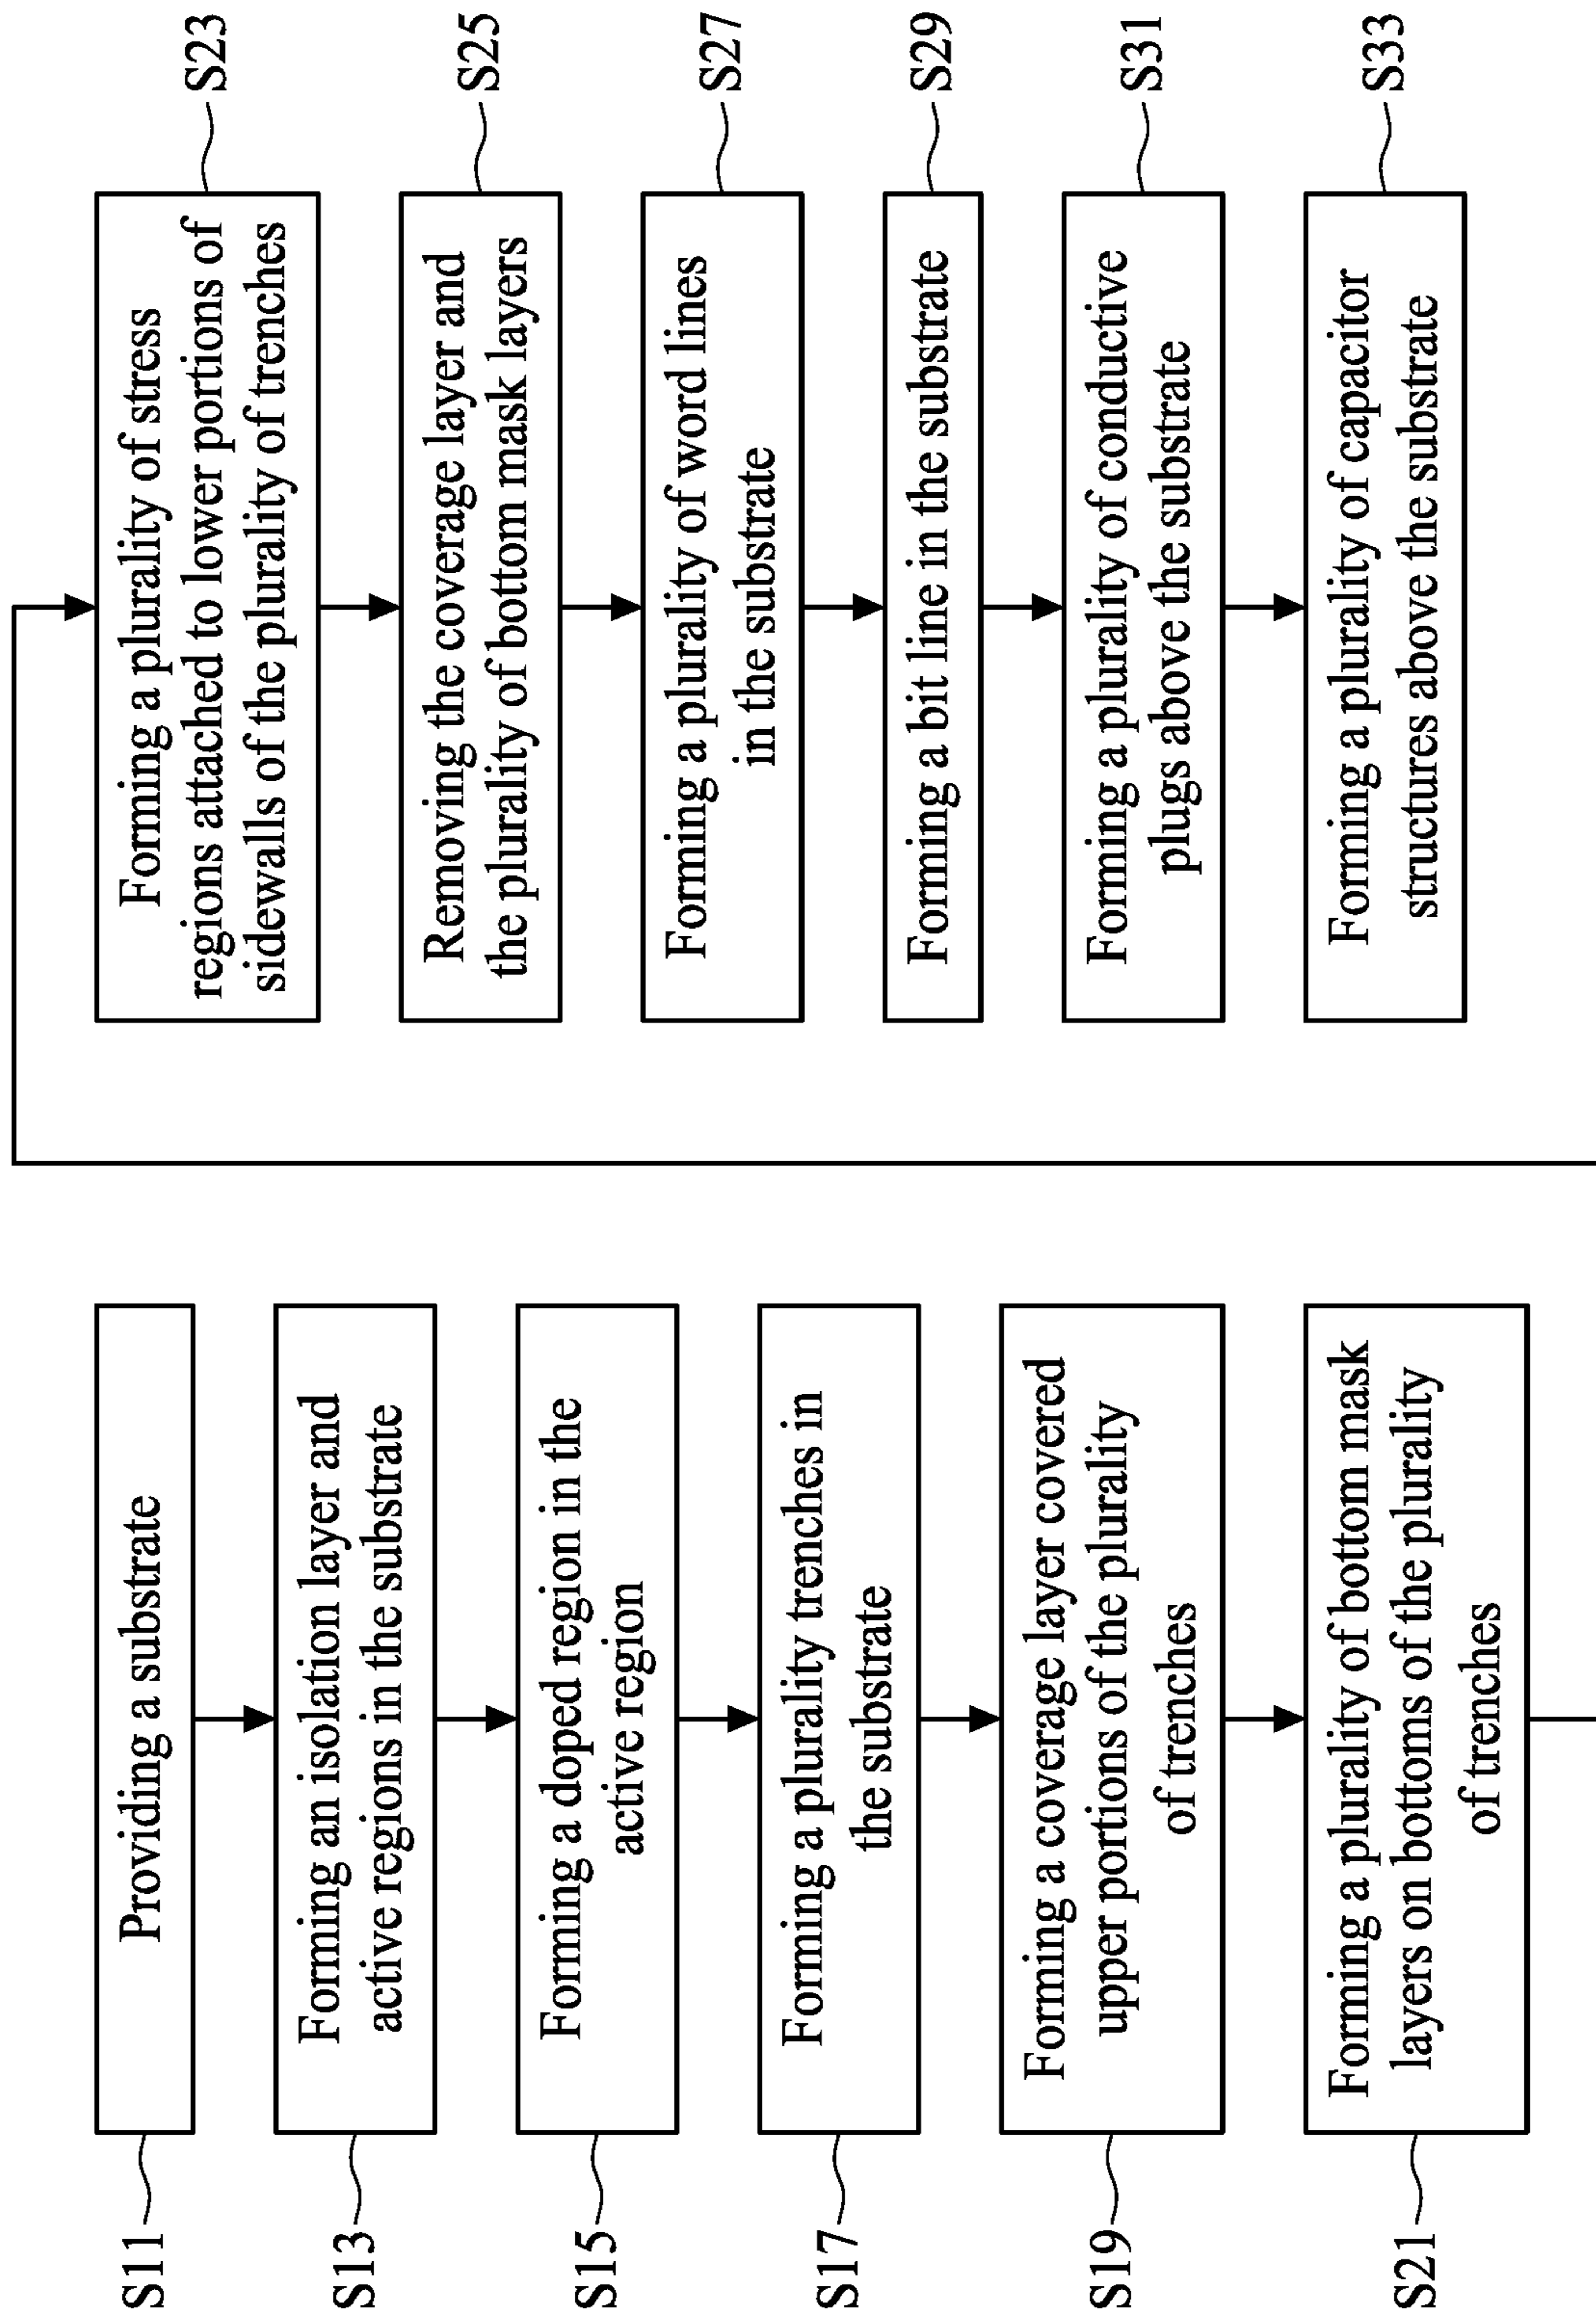 S11
Providing a substrate
S13
Forming an isolation layer and
active regions in the substrate
S15
Forming a doped region in the
active region
S17
Forming a plurality trenches in
the substrate
S19
Forming a coverage layer covered
upper portions of the plurality
of trenches
S21
Forming a plurality of bottom mask
layers on bottoms of the plurality
of trenches
S23
Forming a plurality of stress
regions attached to lower portions of
sidewalls of the plurality of trenches
S25
Removing the coverage layer and
the plurality of bottom mask layers
S27
Forming a plurality of word lines
in the substrate
S29
Forming a bit line in the substrate
S31
Forming a plurality of conductive
plugs above the substrate
S33
Forming a plurality of capacitor
structures above the substrate